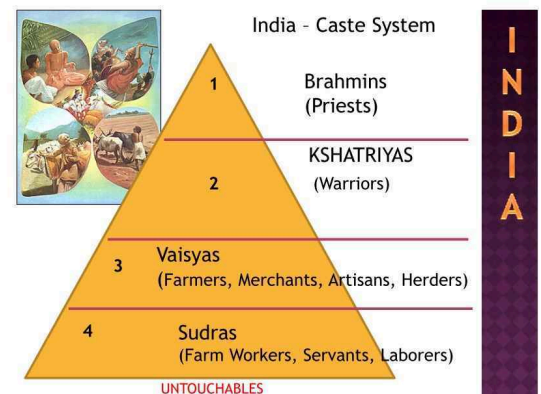 India - Caste System
1
Brahmins
(Priests)
KSHATRIYAS
2
(Warriors)
Vaisyas
3
(Farmers, Merchants, Artisans, Herders)
4
Sudras
(Farm Workers, Servants, Laborers)
UNTOUCHABLES
INDIA